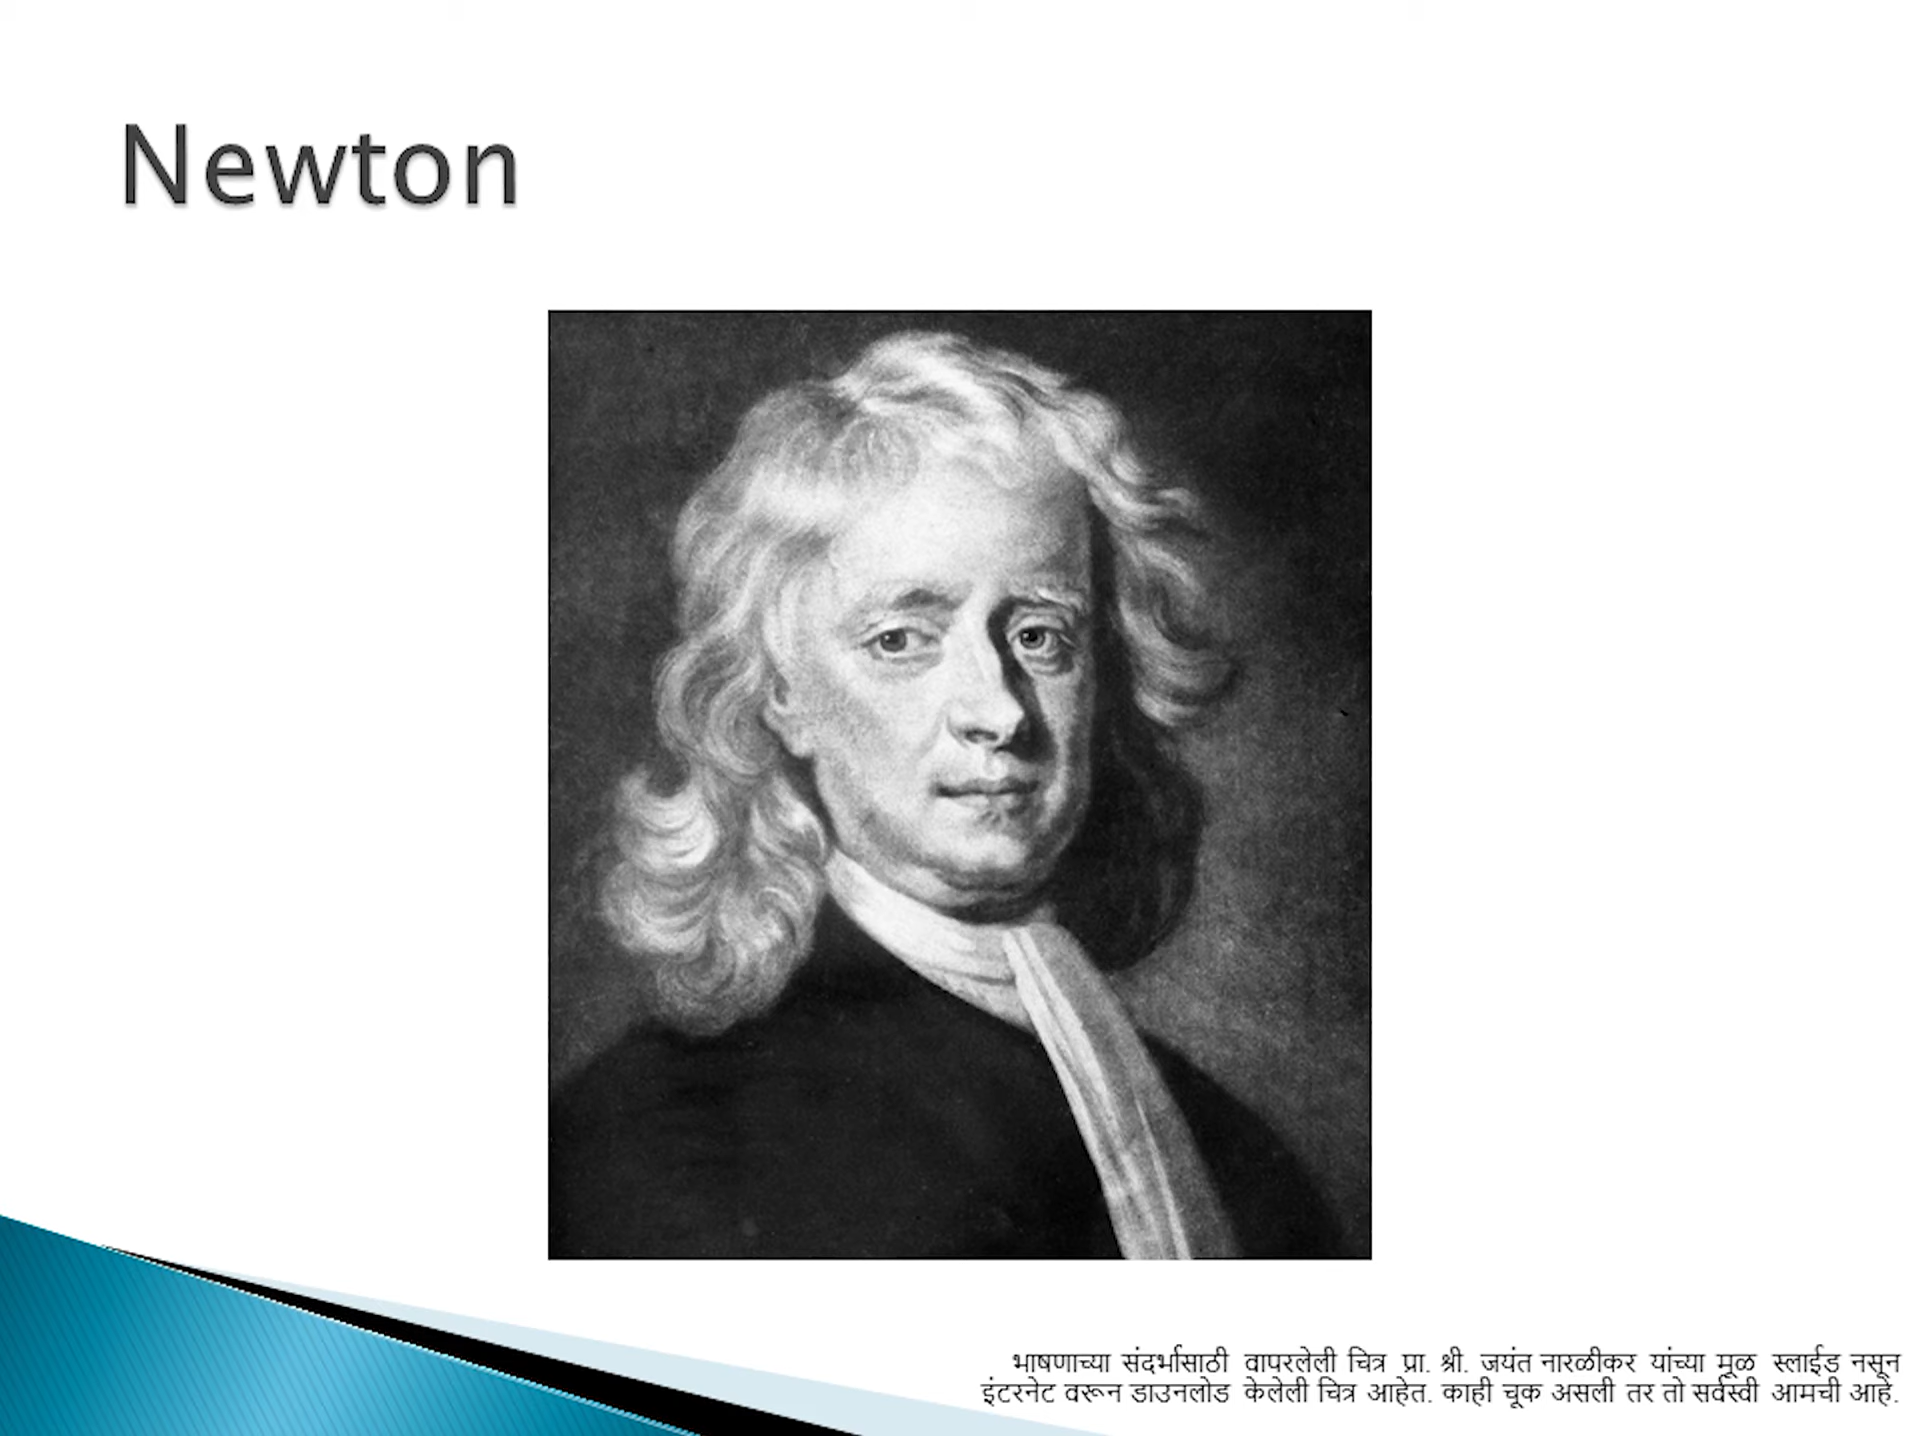 Newton
भाषणाच्या संदर्भासाठी वापरलेली चित्र प्रा. श्री. जयंत नारळीकर यांच्या मूळ स्लाईड नसून
इंटरनेट वरून डाउनलोड केलेली चित्र आहेत. काही चूक असली तर तो सर्वस्वी आमची आहे.